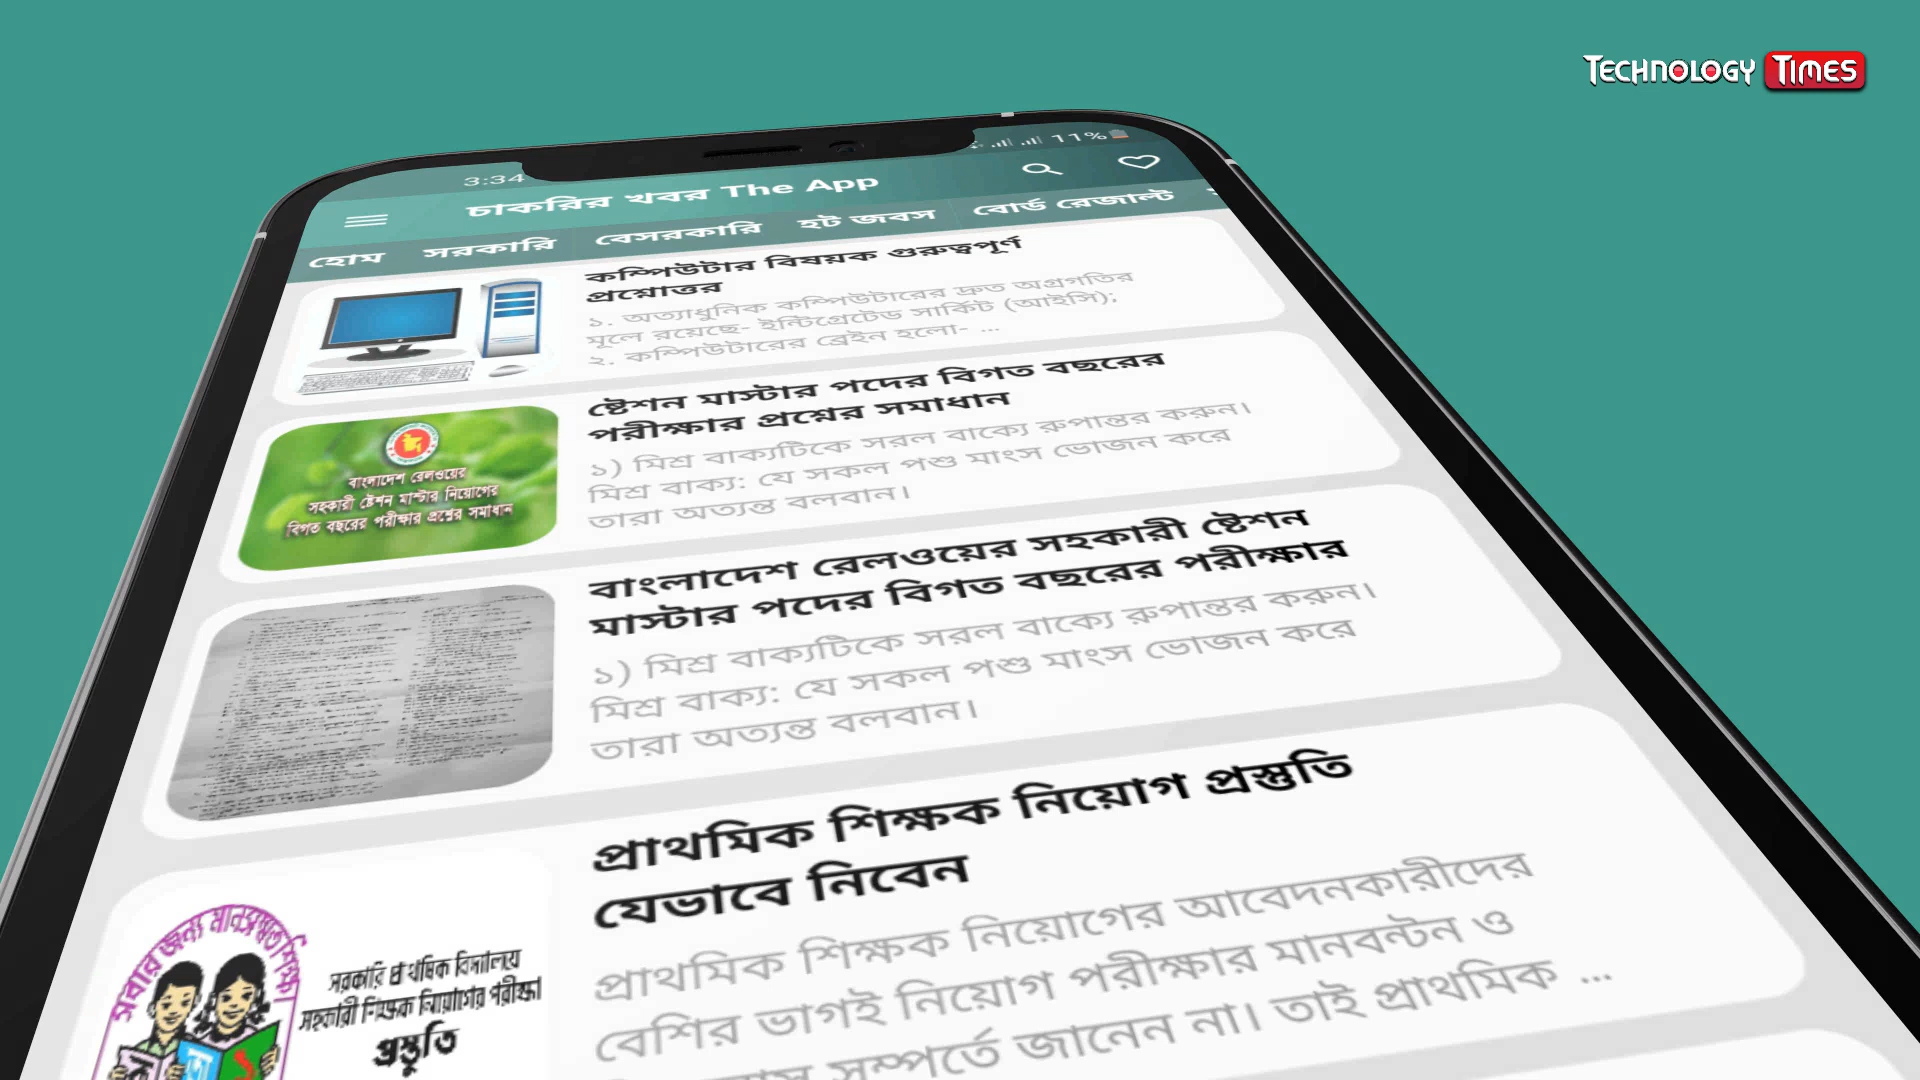 TECHNOLOGY TIMES
3:34
11%
চাকরির খবর The App
হোম সরকারি বেসরকারি হট জবস বোর্ড রেজাল্ট
কম্পিউটার বিষয়ক গুরুত্বপূর্ণ
প্রশ্নোত্তর
১. অত্যাধুনিক কম্পিউটারের দ্রুত অগ্রগতির
মূলে রয়েছে- ইন্টিগ্রেটেড সার্কিট (আইসি);
২. কম্পিউটারের ব্রেইন হলো- ...
ষ্টেশন মাস্টার পদের বিগত বছরের
পরীক্ষার প্রশ্নের সমাধান
১) মিশ্র বাক্যটিকে সরল বাক্যে রুপান্তর করুন।
মিশ্র বাক্য: যে সকল পশু মাংস ভোজন করে
তারা অত্যন্ত বলবান।
বাংলাদেশ রেলওয়ের
সহকারী ষ্টেশন মাস্টার নিয়োগের
বিগত বছরের পরীক্ষার প্রশ্নের সমাধান
বাংলাদেশ রেলওয়ের সহকারী ষ্টেশন
মাস্টার পদের বিগত বছরের পরীক্ষার
১) মিশ্র বাক্যটিকে সরল বাক্যে রুপান্তর করুন।
মিশ্র বাক্য: যে সকল পশু মাংস ভোজন করে
তারা অত্যন্ত বলবান।
প্রাথমিক শিক্ষক নিয়োগ প্রস্তুতি
যেভাবে নিবেন
প্রাথমিক শিক্ষক নিয়োগের আবেদনকারীদের
বেশির ভাগই নিয়োগ পরীক্ষার মানবন্টন ও
সম্পর্তে জানেন না। তাই প্রাথমিক ...
সবার জন্য মানসম্মত শিক্ষা
সরকারি প্রাথমিক বিদ্যালয়ে
সহকারী শিক্ষক নিয়োগের পরীক্ষা
প্রস্তুতি